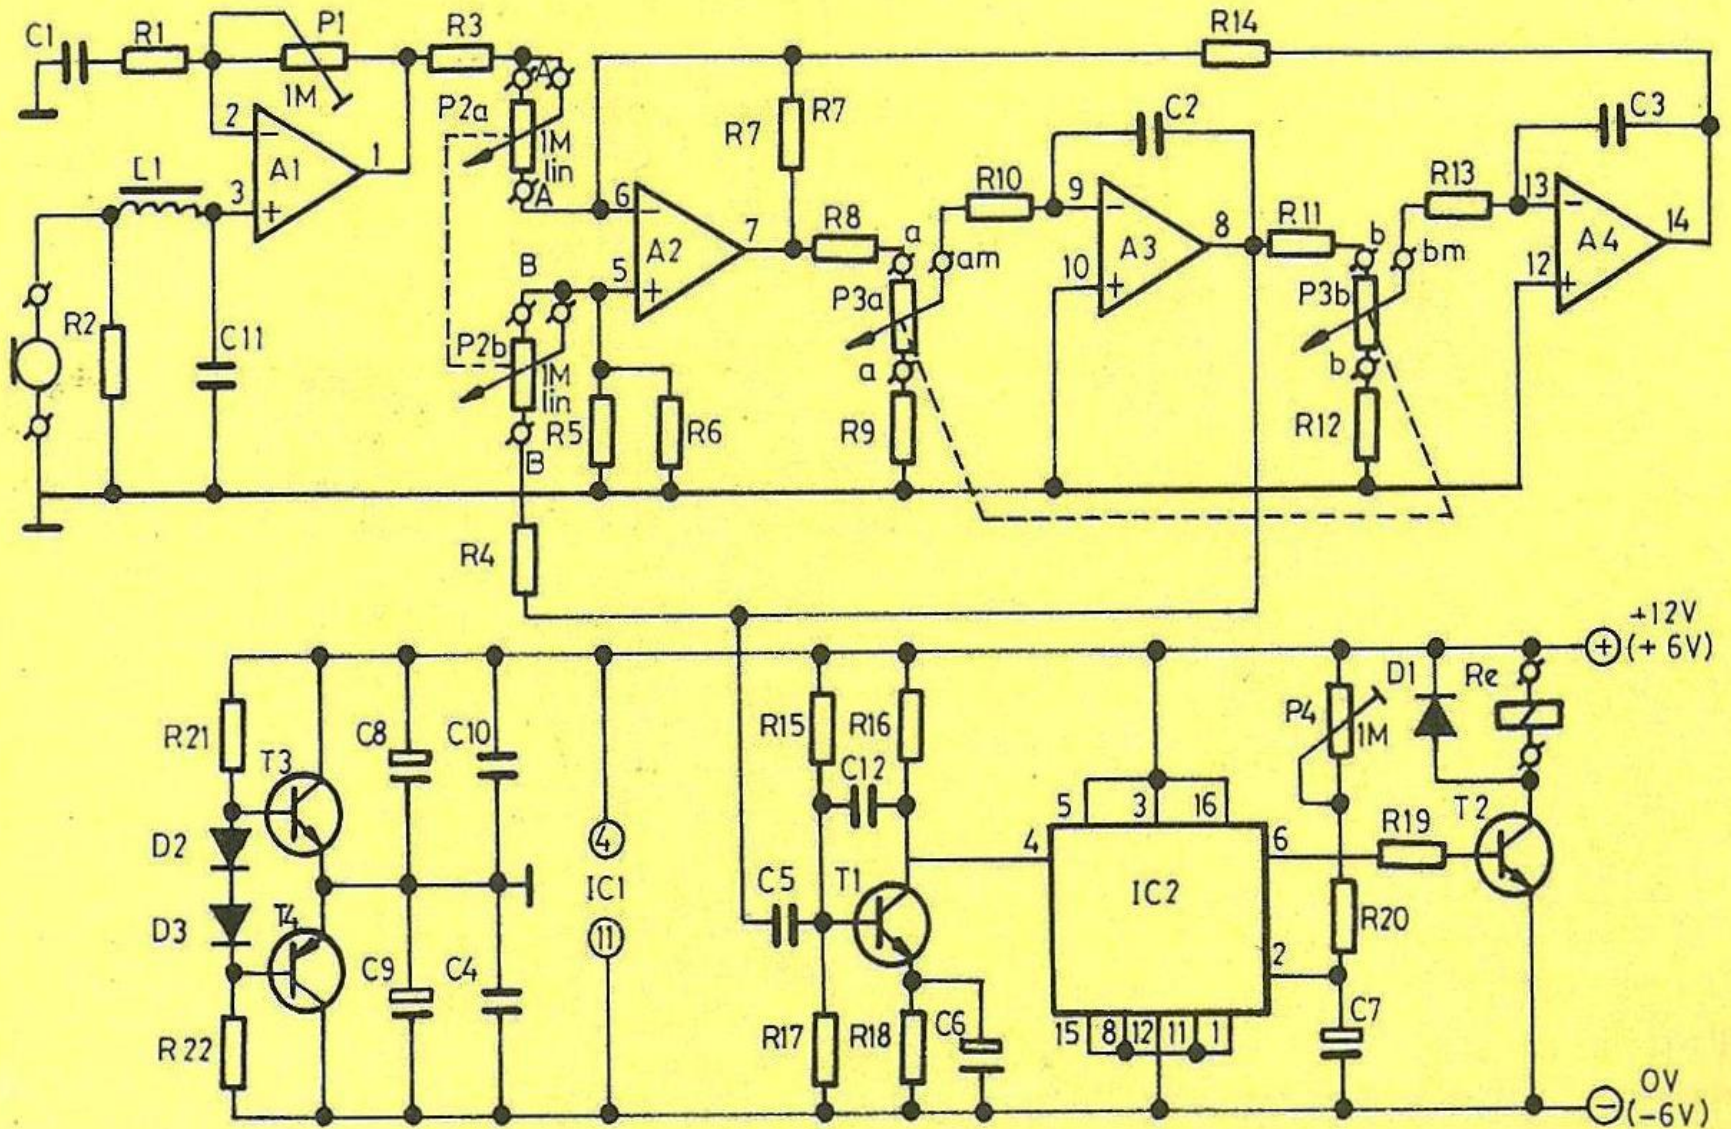 C1
R1
P1
1M
R3
R14
A
P2a
1M
lin
A
2
−
A1
1
3
+
L1
R7
R7
C2
C3
6
−
A2
7
5
+
R8
a
am
P3a
a
R9
R10
9
−
A3
8
10
+
R11
b
bm
P3b
b
R12
R13
13
−
A4
14
12
+
R2
C11
B
P2b
1M
lin
B
R5
R6
R4
+12V
+
(+6V)
R21
T3
C8
C10
D2
D3
T4
C9
C4
R22
4
IC1
11
R15
R16
C12
C5
T1
R17
R18
C6
5
3
16
4
6
IC2
2
15
8
12
11
1
P4
1M
D1
Re
R19
T2
R20
C7
0V
−
(−6V)